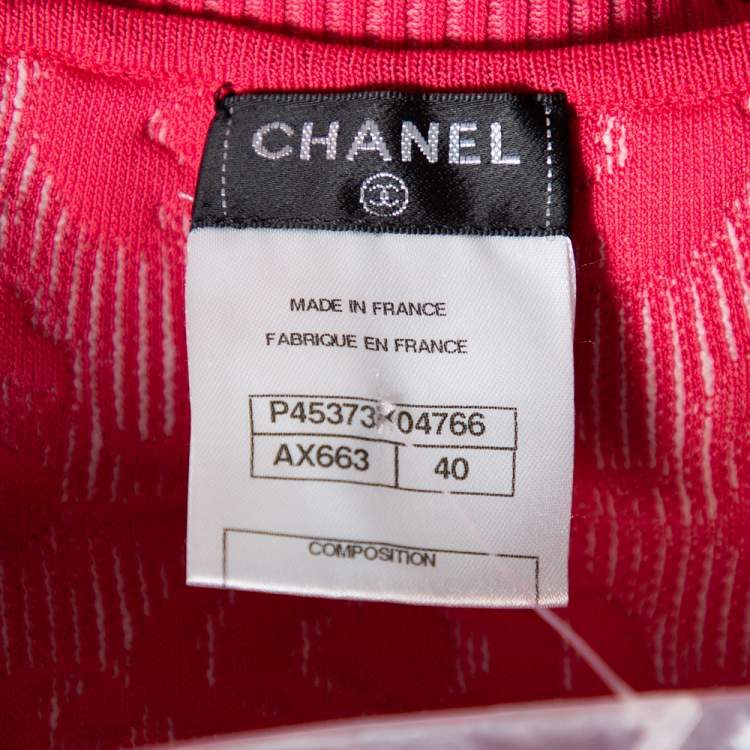 CHANEL
MADE IN FRANCE
FABRIQUE EN FRANCE
P45373K04766
AX663 40
COMPOSITION